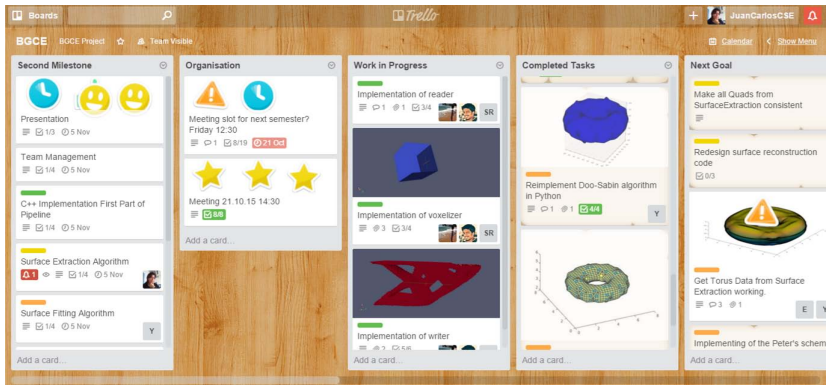 Boards
Trello
JuanCarlosCSE
BGCE
BGCE Project
Team Visible
Calendar
Show Menu
Second Milestone
Presentation
1/3
5 Nov
Team Management
1/4
5 Nov
C++ Implementation First Part of
Pipeline
1/4
5 Nov
Surface Extraction Algorithm
1
1/4
5 Nov
Surface Fitting Algorithm
1/4
5 Nov
Y
Add a card...
Organisation
Meeting slot for next semester?
Friday 12:30
1
8/19
21 Oct
Meeting 21.10.15 14:30
8/8
Add a card...
Work in Progress
Implementation of reader
1
1
3/4
SR
Implementation of voxelizer
3
3/4
SR
Implementation of writer
2
5/6
Add a card...
Completed Tasks
Reimplement Doo-Sabin algorithm
in Python
1
1
4/4
Y
Add a card...
Next Goal
Make all Quads from
SurfaceExtraction consistent
Redesign surface reconstruction
code
0/3
Get Torus Data from Surface
Extraction working.
3
1
E
Y
Implementing of the Peter's schem
Add a card...